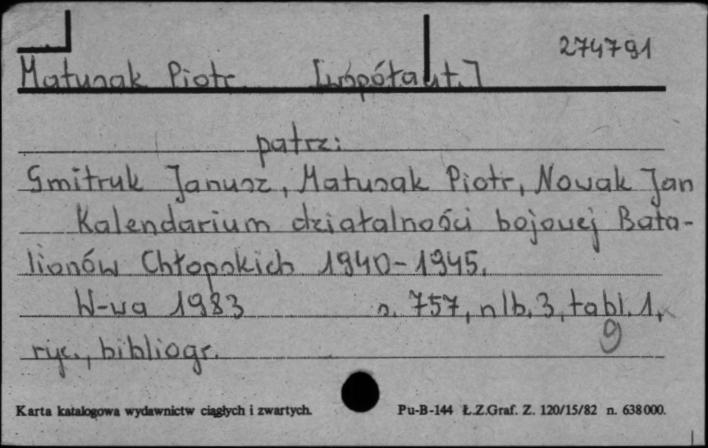 274791
Matusak Piotr [współaut.]
patrz:
Gmitruk Janusz, Matusak Piotr, Nowak Jan
Kalendarium działalności bojowej Bata-
lionów Chłopskich 1940-1945.
W-wa 1983 s. 757, nlb. 3, tabl. 1,
9
ryc., bibliogr.
Karta katalogowa wydawnictw ciągłych i zwartych. Pu-B-144 Ł.Z.Graf. Z. 120/15/82 n. 638000.